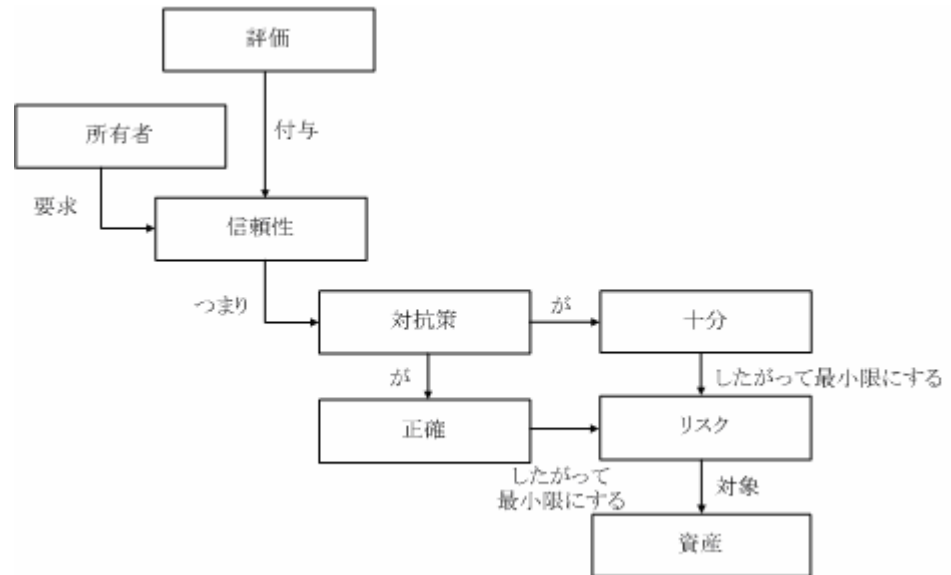 評価
付与
所有者
要求
信頼性
つまり
対抗策
が
十分
が
したがって最小限にする
正確
リスク
したがって
最小限にする
対象
資産